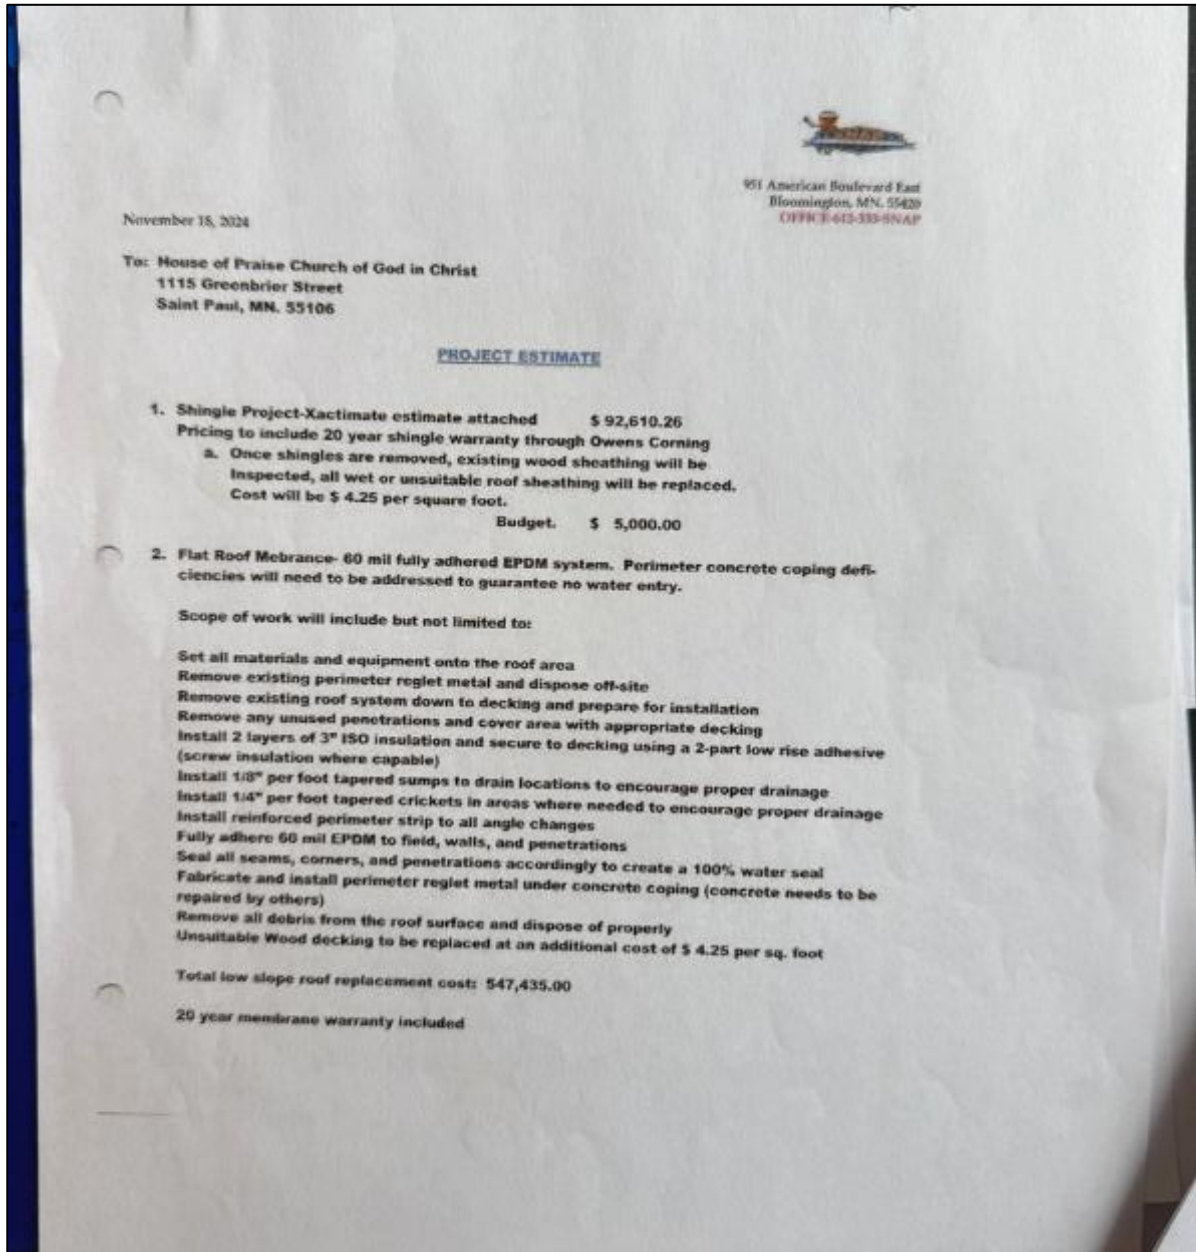 951 American Boulevard East
Bloomington, MN. 55420
OFFICE-612-333-SNAP
November 18, 2024
To: House of Praise Church of God in Christ
1115 Greenbrier Street
Saint Paul, MN. 55106
PROJECT ESTIMATE
1. Shingle Project-Xactimate estimate attached $ 92,610.26
Pricing to include 20 year shingle warranty through Owens Corning
a. Once shingles are removed, existing wood sheathing will be
Inspected, all wet or unsuitable roof sheathing will be replaced.
Cost will be $ 4.25 per square foot.
Budget. $ 5,000.00
2. Flat Roof Mebrance- 60 mil fully adhered EPDM system. Perimeter concrete coping defi-
ciencies will need to be addressed to guarantee no water entry.
Scope of work will include but not limited to:
Set all materials and equipment onto the roof area
Remove existing perimeter reglet metal and dispose off-site
Remove existing roof system down to decking and prepare for installation
Remove any unused penetrations and cover area with appropriate decking
Install 2 layers of 3" ISO insulation and secure to decking using a 2-part low rise adhesive
(screw insulation where capable)
Install 1/8" per foot tapered sumps to drain locations to encourage proper drainage
Install 1/4" per foot tapered crickets in areas where needed to encourage proper drainage
Install reinforced perimeter strip to all angle changes
Fully adhere 60 mil EPDM to field, walls, and penetrations
Seal all seams, corners, and penetrations accordingly to create a 100% water seal
Fabricate and install perimeter reglet metal under concrete coping (concrete needs to be
repaired by others)
Remove all debris from the roof surface and dispose of properly
Unsuitable Wood decking to be replaced at an additional cost of $ 4.25 per sq. foot
Total low slope roof replacement cost: 547,435.00
20 year membrane warranty included